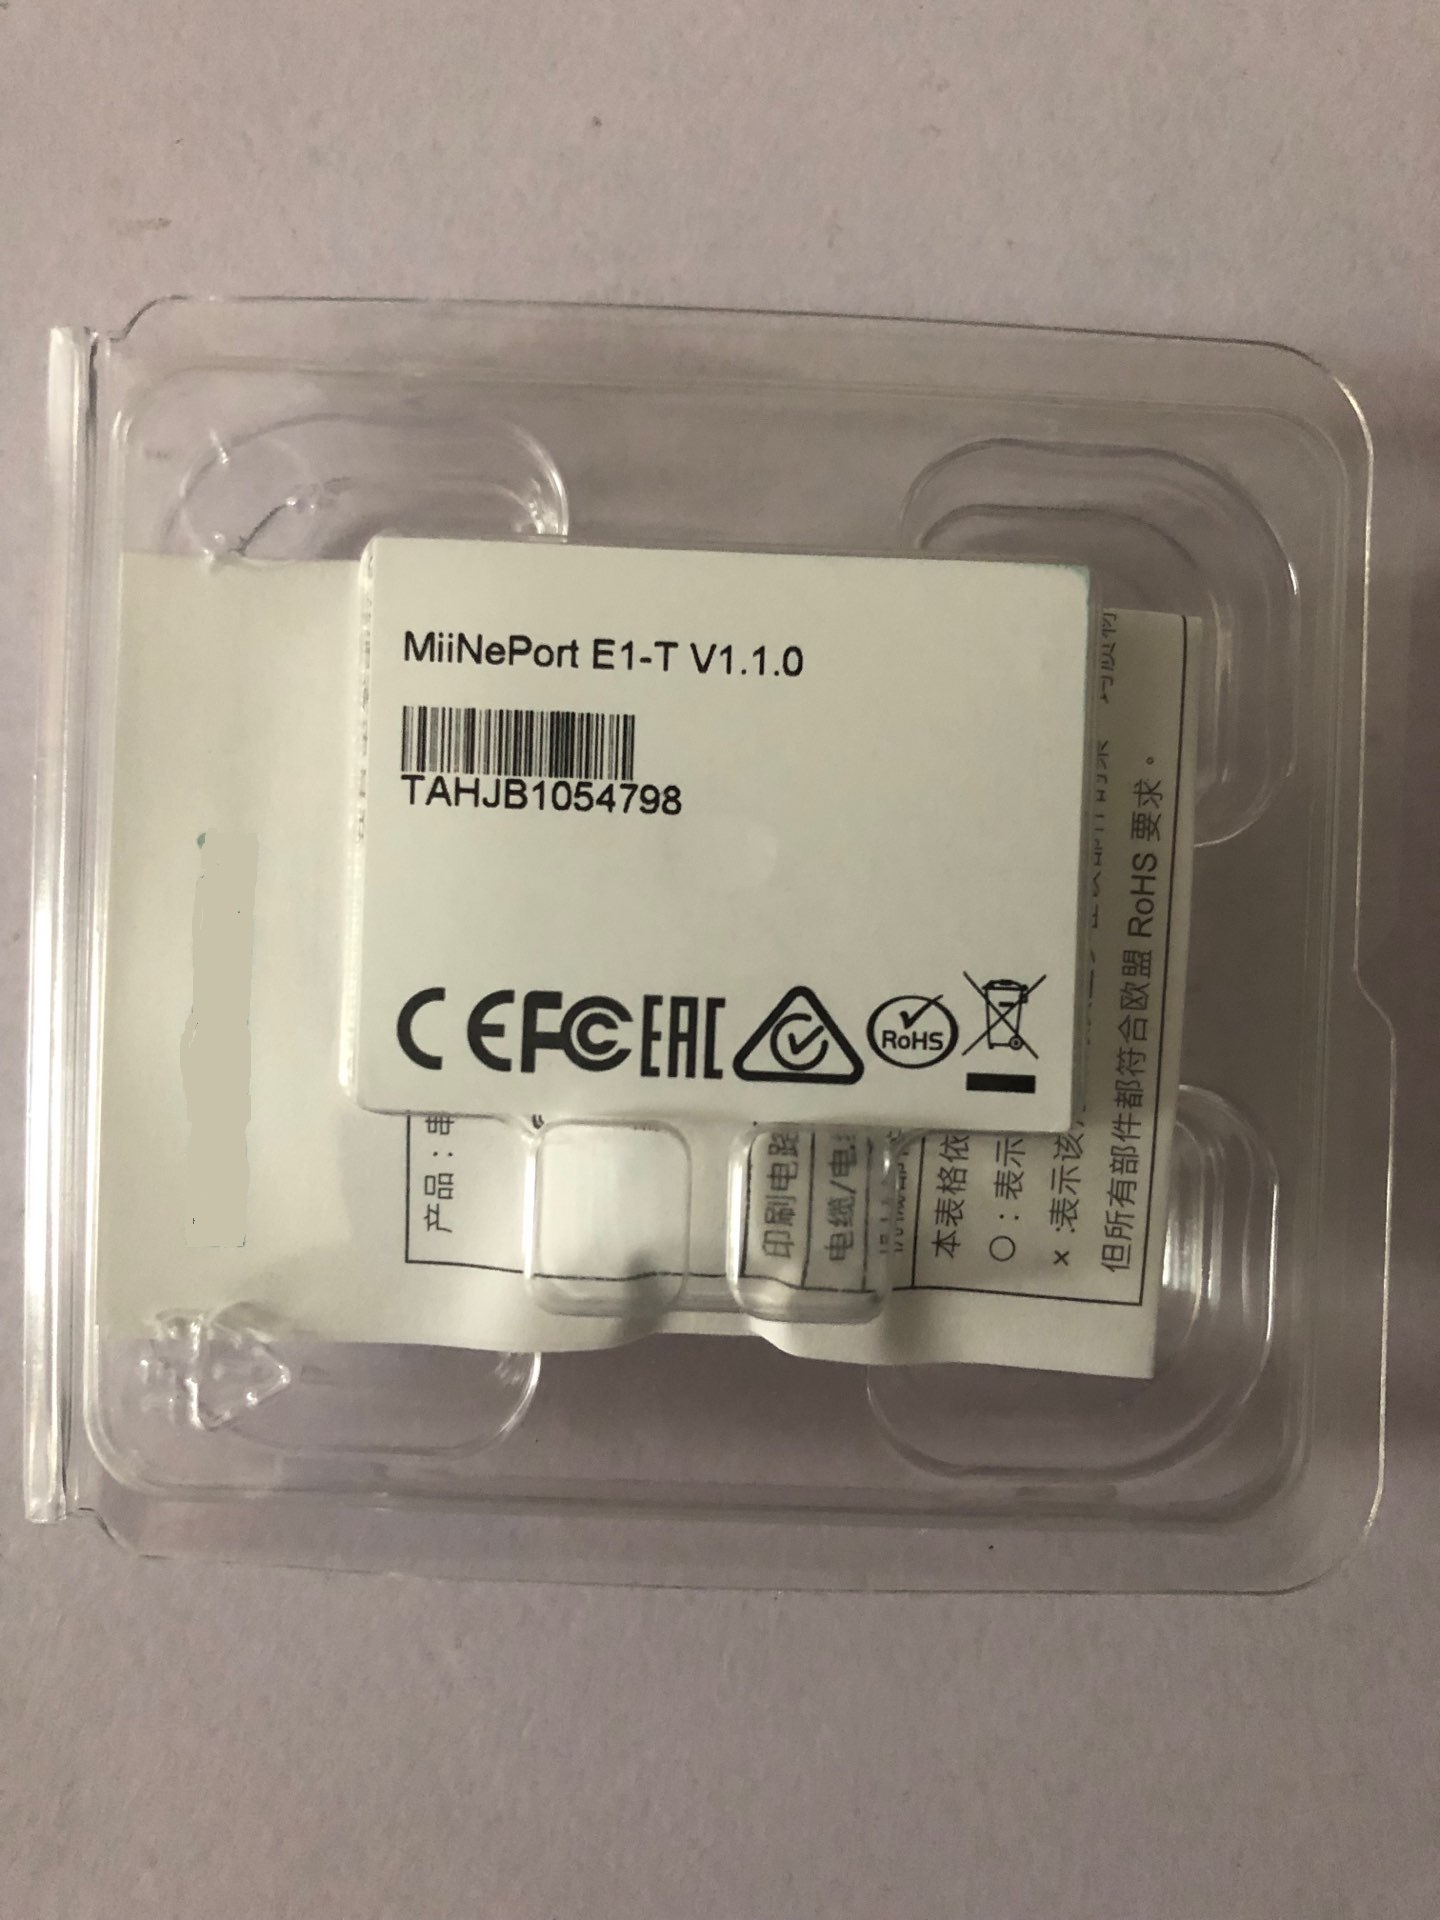 MiiNePort E1-T V1.1.0
TAHJB1054798
CE FC EAC RoHS
产品：
印刷电路
电缆/电
本表格依
○：表示
×：表示该
但所有部件都符合欧盟 RoHS 要求。